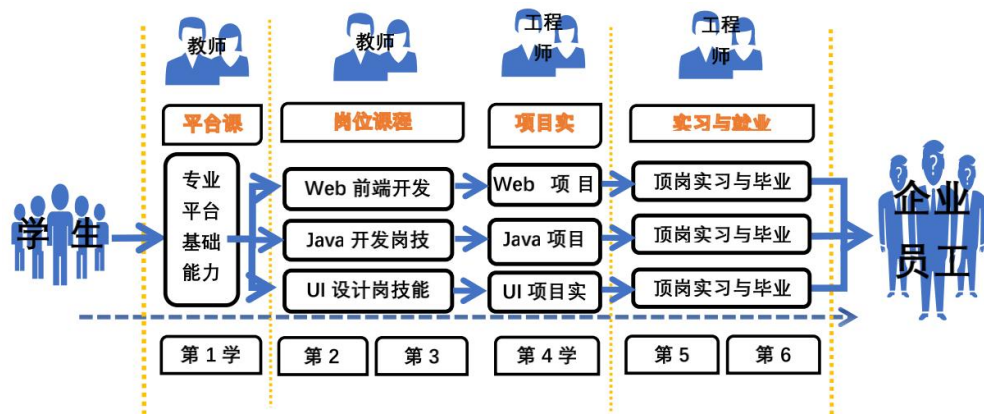 教师
教师
工程
师
工程
师
平台课
岗位课程
项目实
实习与就业
专业
平台
基础
能力
Web 前端开发
Web 项目
顶岗实习与毕业
学生
Java 开发岗技
Java 项目
顶岗实习与毕业
企业
员工
UI 设计岗技能
UI 项目实
顶岗实习与毕业
第 1 学
第 2
第 3
第 4 学
第 5
第 6